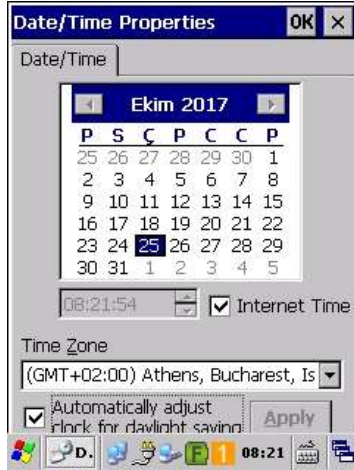 Date/Time Properties OK ×
Date/Time
Ekim 2017
P S Ç P C C P
25 26 27 28 29 30 1
2 3 4 5 6 7 8
9 10 11 12 13 14 15
16 17 18 19 20 21 22
23 24 25 26 27 28 29
30 31 1 2 3 4 5
08:21:54 Internet Time
Time Zone
(GMT+02:00) Athens, Bucharest, Is
Automatically adjust
clock for daylight saving Apply
D. F 1 08:21